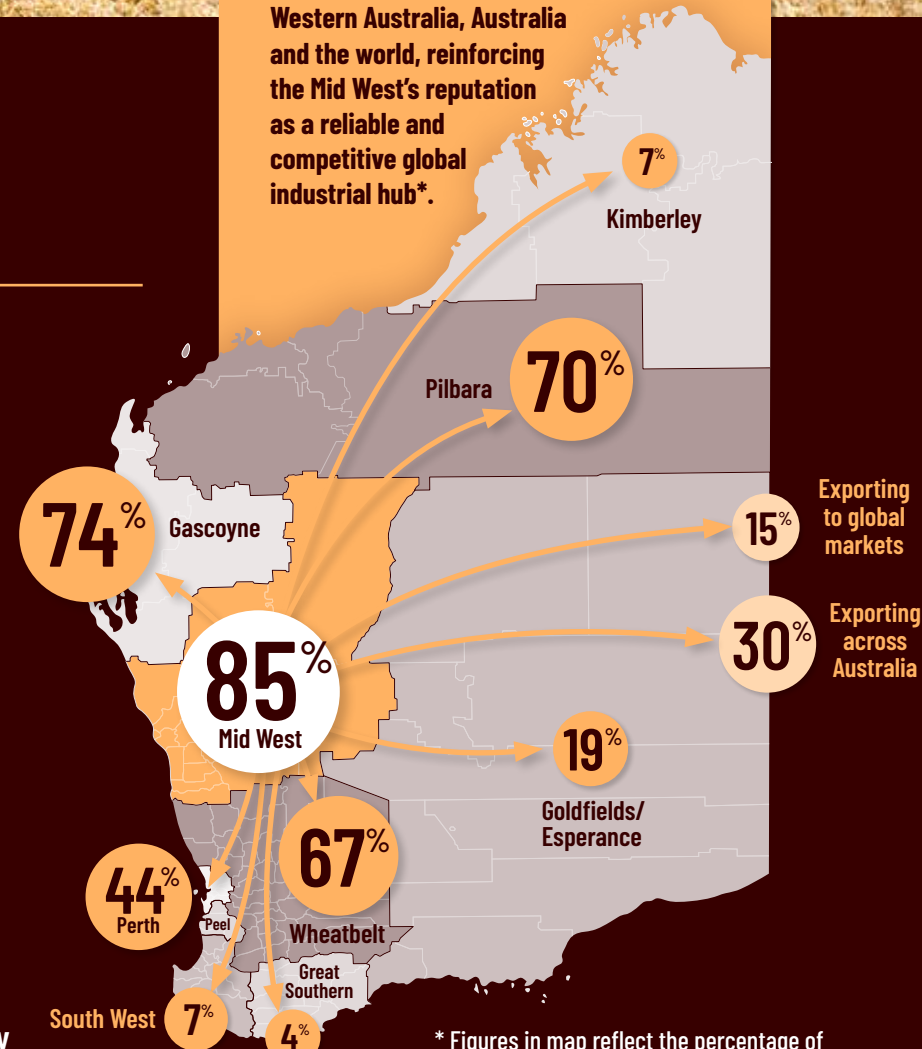 Western Australia, Australia
and the world, reinforcing
the Mid West's reputation
as a reliable and
competitive global
industrial hub*.
7%
Kimberley
Pilbara
70%
74%
Gascoyne
15%
Exporting
to global
markets
85%
Mid West
30%
Exporting
across
Australia
19%
Goldfields/
Esperance
67%
Wheatbelt
44%
Perth
Peel
Great
Southern
South West
7%
4%
* Figures in map reflect the percentage of